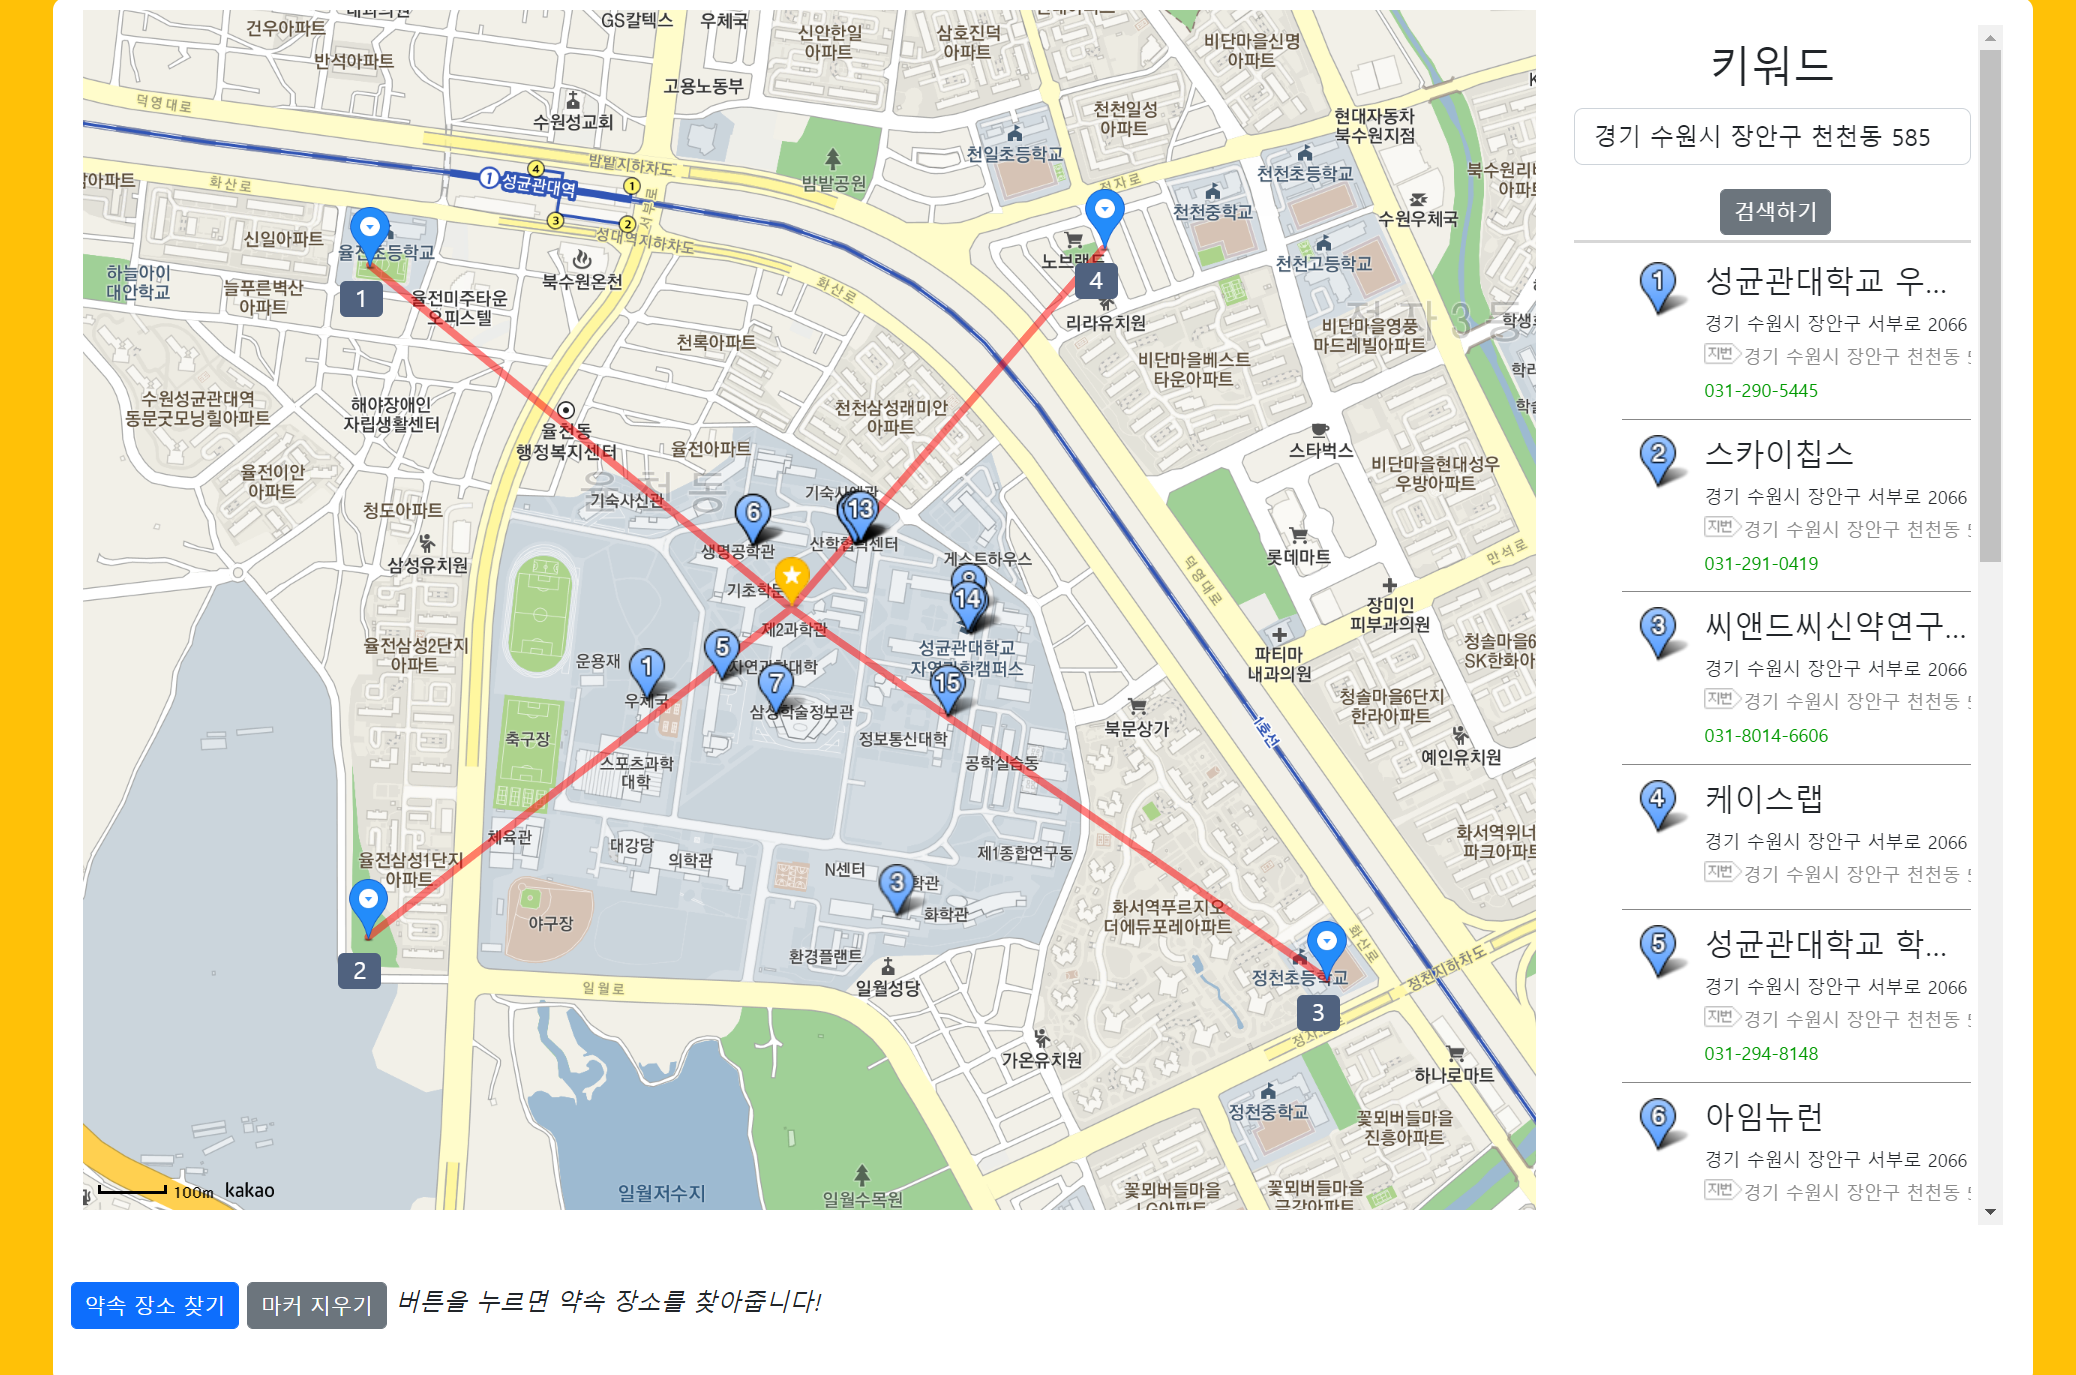 GS칼텍스
우체국
건우아파트
신안한일
아파트
삼호진덕
아파트
비단마을신명
아파트
반석아파트
고용노동부
덕영대로
수원성교회
천천일성
아파트
현대자동차
북수원지점
천일초등학교
밤밭지하차도
밤밭공원
천천초등학교
화산로
1
성균관대역
4
1
3
2
서부로
성대역지하차도
정자로
천천중학교
수원우체국
신일아파트
율전초등학교
북수원온천
노브랜드
천천고등학교
하늘아이
대안학교
늘푸르벽산
아파트
1
율전미주타운
오피스텔
화산로
4
리라유치원
정자3동
비단마을영풍
마드레빌아파트
천록아파트
비단마을베스트
타운아파트
수원성균관대역
동문굿모닝힐아파트
해야장애인
자립생활센터
천천삼성래미안
아파트
율천동
행정복지센터
율전아파트
스타벅스
율전이안
아파트
율천동
비단마을현대성우
우방아파트
청도아파트
기숙사신관
6
13
생명공학관
산학협력센터
삼성유치원
게스트하우스
롯데마트
만석로
덕영대로
14
제2과학관
장미인
피부과의원
율전삼성2단지
아파트
운용재
1
5
자연과학대학
7
성균관대학교
자연과학캠퍼스
15
파티마
내과의원
우체국
삼성학술정보관
청솔마을6단지
한라아파트
축구장
정보통신대학
북문상가
1호선
스포츠과학
대학
공학실습동
예인유치원
체육관
대강당
의학관
제1종합연구동
율전삼성1단지
아파트
N센터
3
화학관
야구장
화서역푸르지오
더에듀포레아파트
화산로
2
환경플랜트
일월성당
정천초등학교
정천지하차도
일월로
3
가온유치원
하나로마트
정천중학교
꽃뫼버들마을
진흥아파트
일월저수지
일월수목원
꽃뫼버들마을
LG아파트
꽃뫼버들마을
100m
kakao
키워드
경기 수원시 장안구 천천동 585
검색하기
1
성균관대학교 우...
경기 수원시 장안구 서부로 2066
지번 경기 수원시 장안구 천천동
031-290-5445
2
스카이칩스
경기 수원시 장안구 서부로 2066
지번 경기 수원시 장안구 천천동
031-291-0419
3
씨앤드씨신약연구...
경기 수원시 장안구 서부로 2066
지번 경기 수원시 장안구 천천동
031-8014-6606
4
케이스랩
경기 수원시 장안구 서부로 2066
지번 경기 수원시 장안구 천천동
5
성균관대학교 학...
경기 수원시 장안구 서부로 2066
지번 경기 수원시 장안구 천천동
031-294-8148
6
아임뉴런
경기 수원시 장안구 서부로 2066
지번 경기 수원시 장안구 천천동
약속 장소 찾기
마커 지우기
버튼을 누르면 약속 장소를 찾아줍니다!